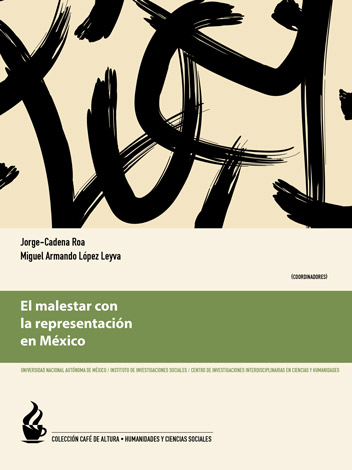 Jorge-Cadena Roa
Miguel Armando López Leyva
(COORDINADORES)
El malestar con
la representación
en México
UNIVERSIDAD NACIONAL AUTÓNOMA DE MÉXICO / INSTITUTO DE INVESTIGACIONES SOCIALES / CENTRO DE INVESTIGACIONES INTERDISCIPLINARIAS EN CIENCIAS Y HUMANIDADES
COLECCIÓN CAFÉ DE ALTURA • HUMANIDADES Y CIENCIAS SOCIALES